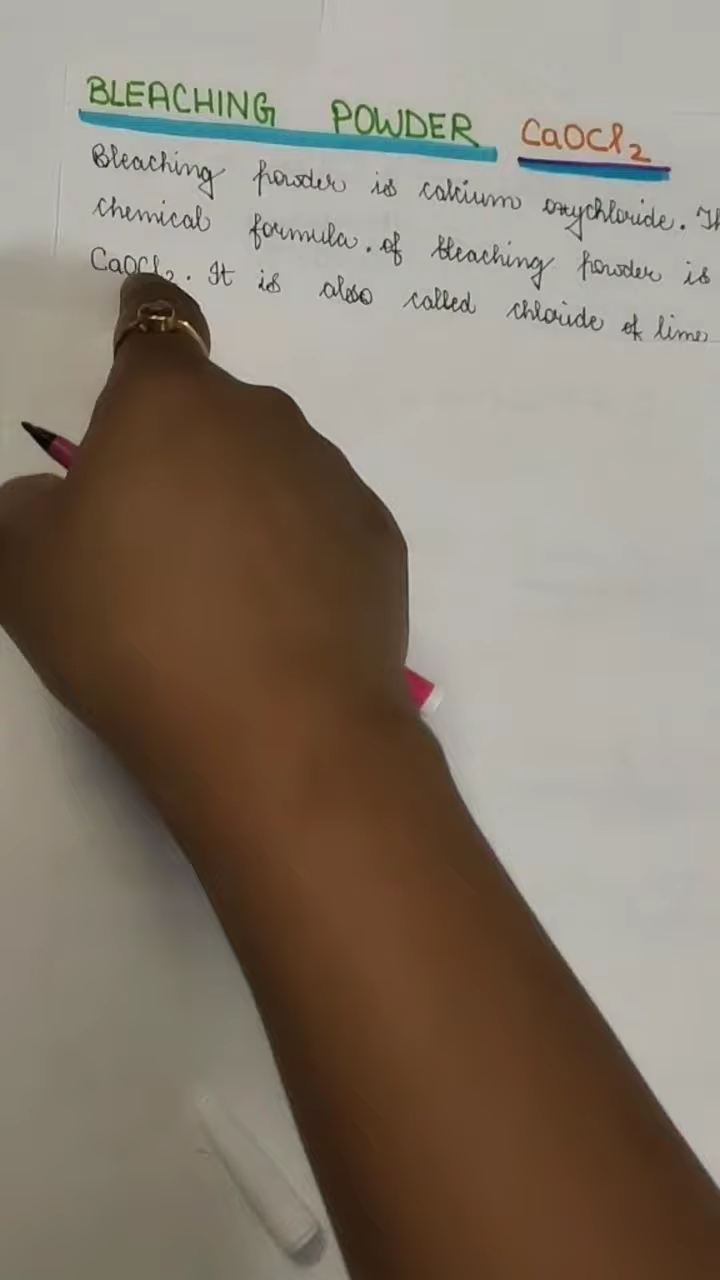 BLEACHING POWDER CaOCl₂
Bleaching powder is calcium oxychloride. Th
chemical formula. of bleaching powder is
CaOCl₂. It is also called chloride of lime